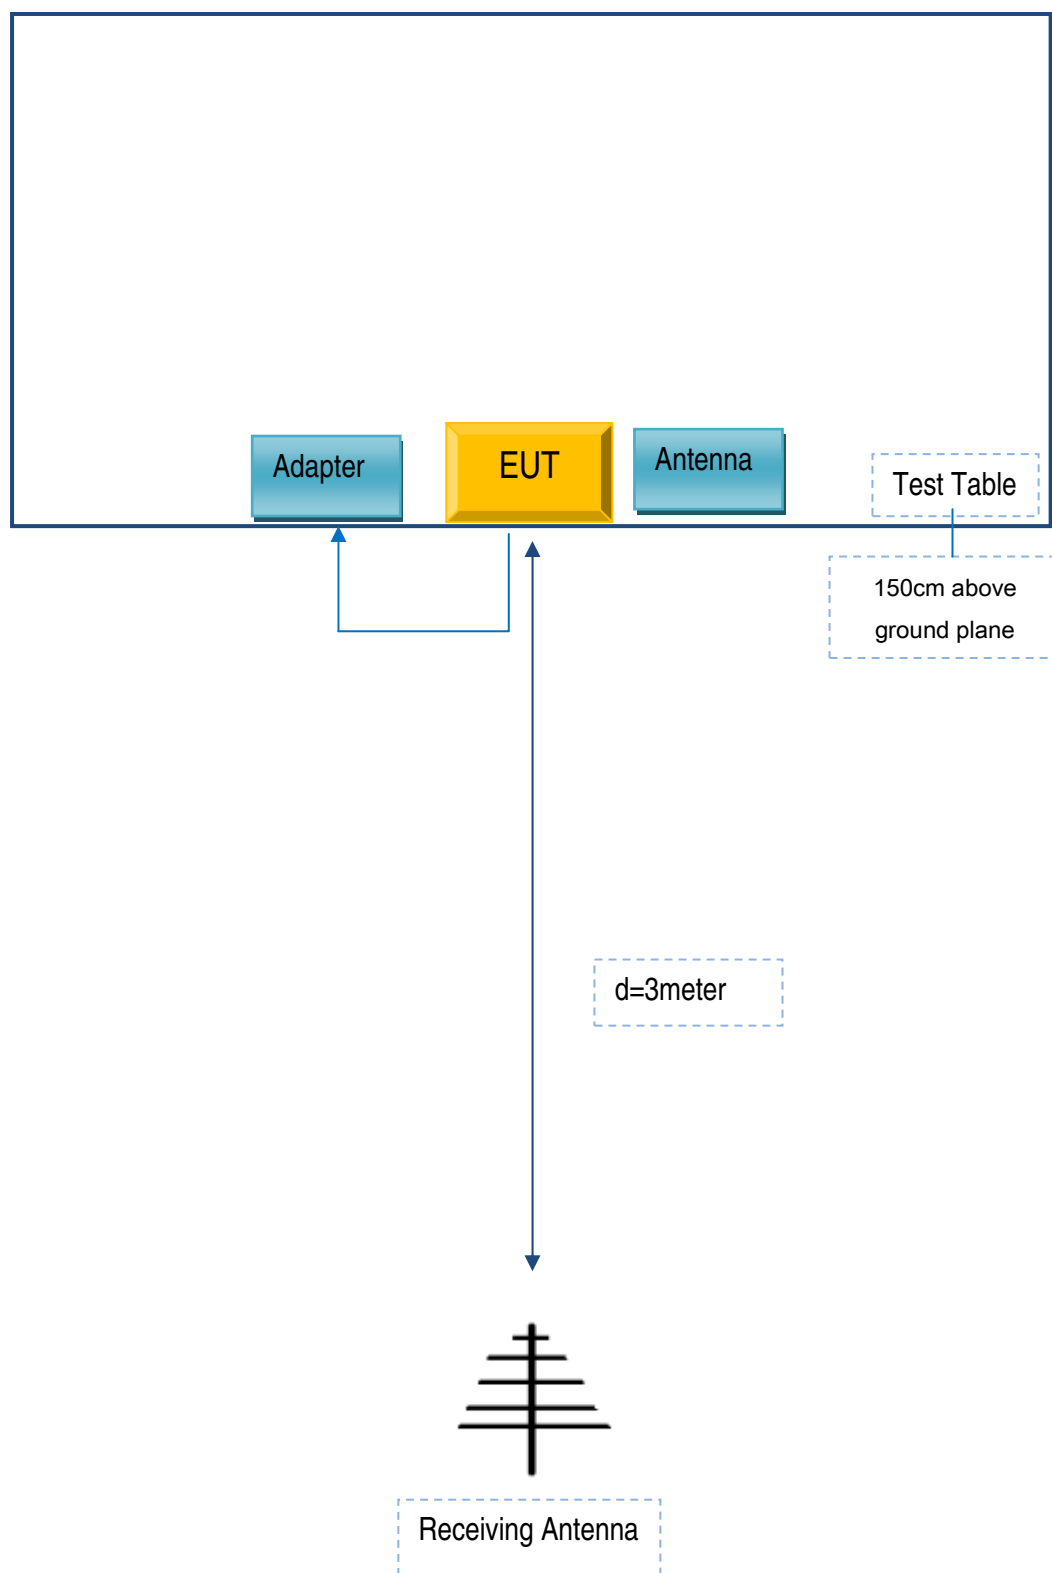 Adapter
EUT
Antenna
Test Table
150cm above
ground plane
d=3meter
Receiving Antenna